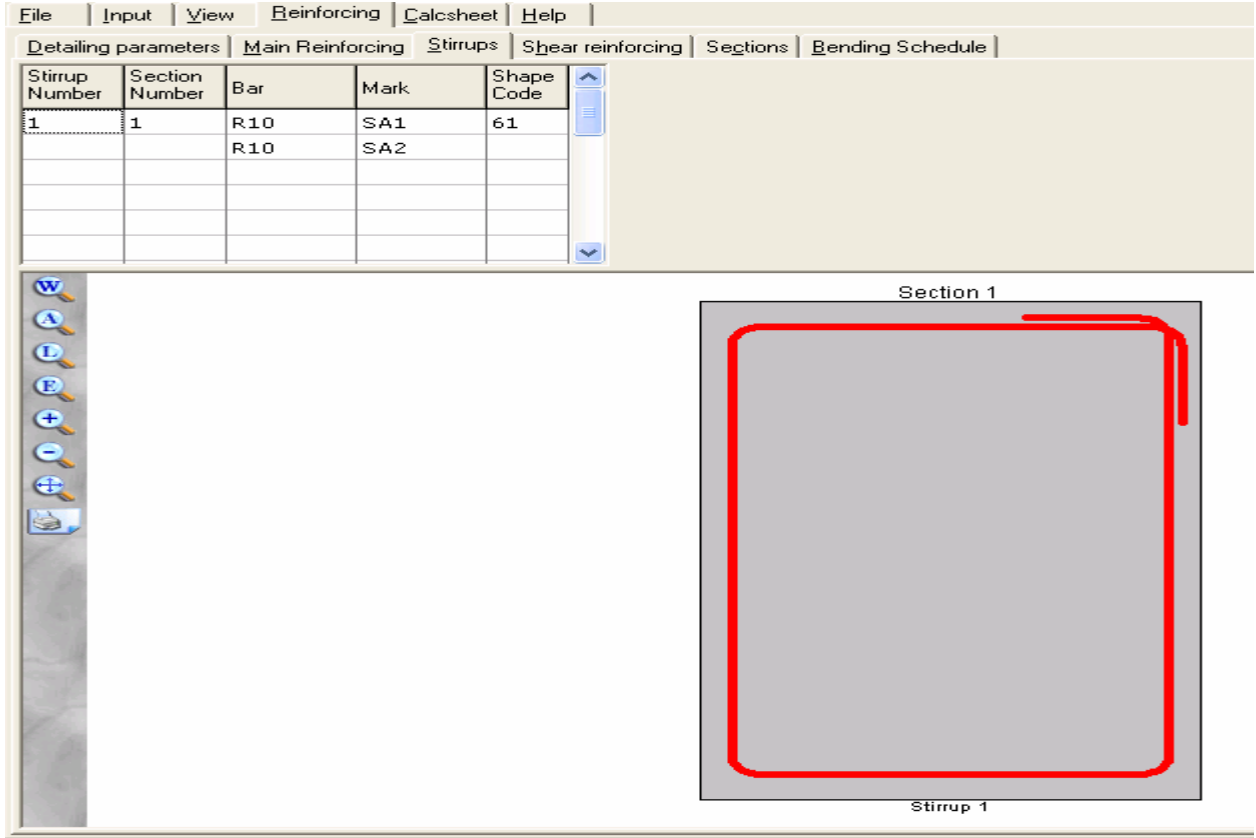 File Input View Reinforcing Calcsheet Help
Detailing parameters Main Reinforcing Stirrups Shear reinforcing Sections Bending Schedule
Stirrup Number Section Number Bar Mark Shape Code
1 1 R10 SA1 61
R10 SA2
W
A
L
E
Section 1
Stirrup 1